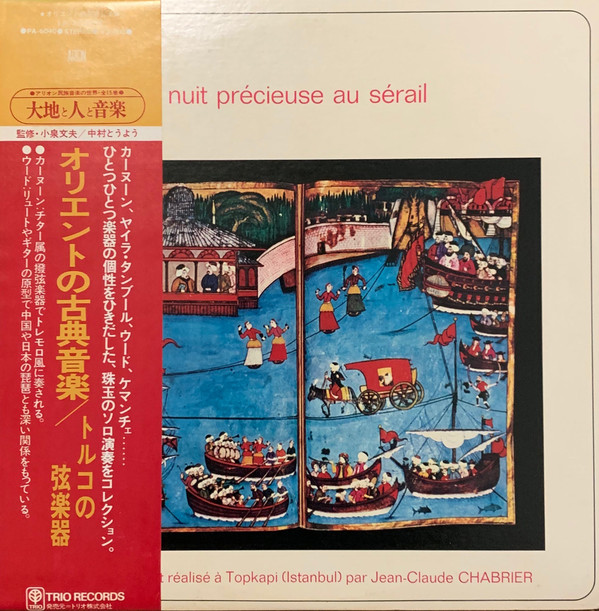 ●アリオン民族音楽の世界・全15巻●
大地と人と音楽
監修・小泉文夫/中村とうよう
カーヌーン、ヤイラ・タンブール、ウード、ケマンチェ……
ひとつひとつ楽器の個性をひきだした、珠玉のソロ演奏をコレクション。
オリエントの古典音楽/トルコの弦楽器
●カーヌーン:チター属の撥弦楽器でトレモロ風に奏される。
●ウード:リュートやギターの原型で中国や日本の琵琶とも深い関係をもっている。
TRIO
TRIO RECORDS
発売元=トリオ株式会社
nuit précieuse au sérail
t réalisé à Topkapi (Istanbul) par Jean-Claude CHABRIER